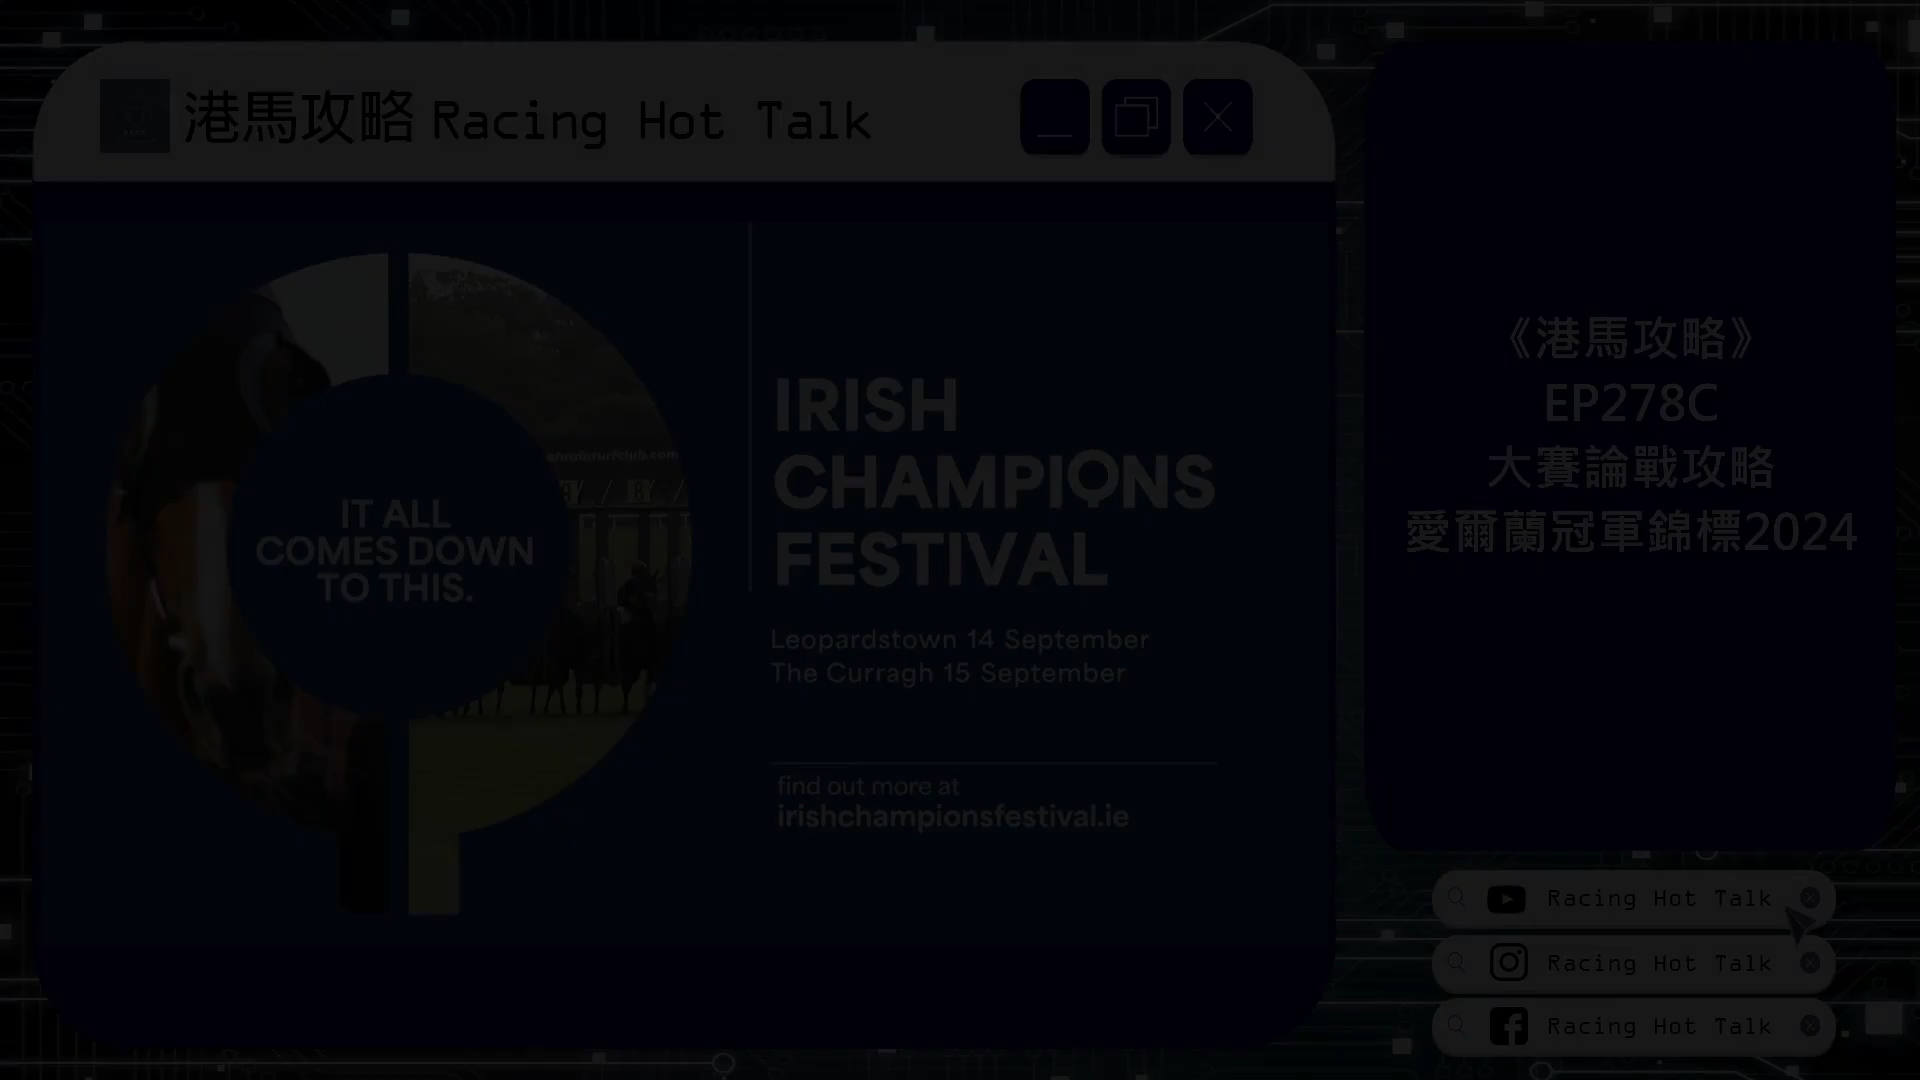 港馬攻略 Racing Hot Talk
IT ALL
COMES DOWN
TO THIS.
IRISH
CHAMPIONS
FESTIVAL
Leopardstown 14 September
The Curragh 15 September
find out more at
irishchampionsfestival.ie
《港馬攻略》
EP278C
大賽論戰攻略
愛爾蘭冠軍錦標2024
Racing Hot Talk
Racing Hot Talk
Racing Hot Talk